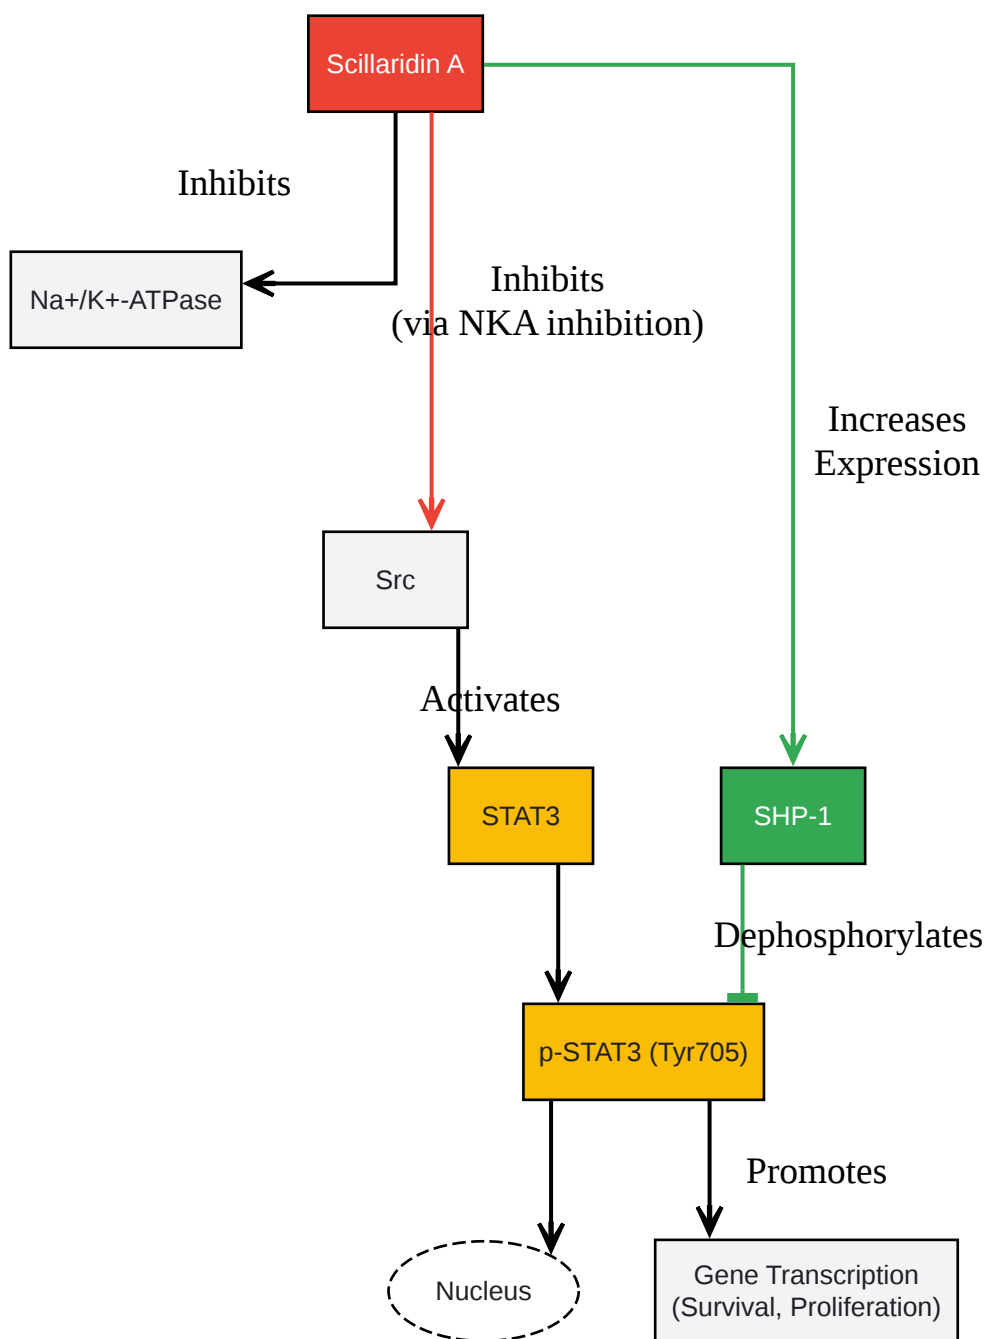 Scillaridin A
Inhibits
Na+/K+-ATPase
Inhibits
(via NKA inhibition)
Increases
Expression
Src
Activates
STAT3
SHP-1
Dephosphorylates
p-STAT3 (Tyr705)
Promotes
Nucleus
Gene Transcription
(Survival, Proliferation)